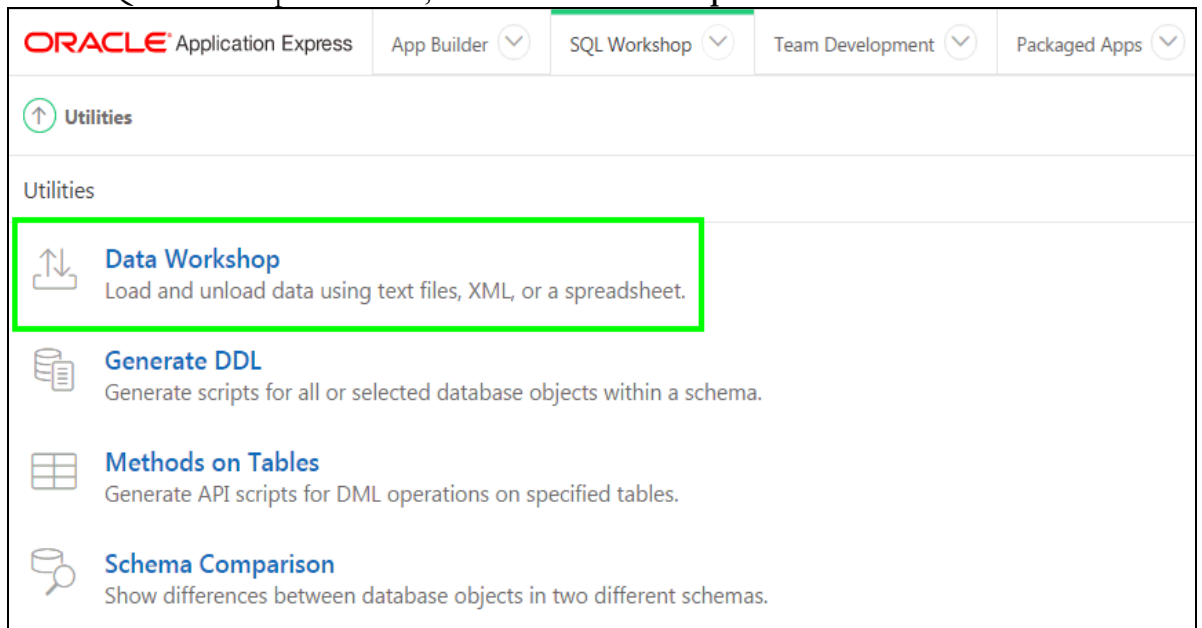 ORACLE Application Express App Builder SQL Workshop Team Development Packaged Apps
Utilities
Utilities
Data Workshop
Load and unload data using text files, XML, or a spreadsheet.
Generate DDL
Generate scripts for all or selected database objects within a schema.
Methods on Tables
Generate API scripts for DML operations on specified tables.
Schema Comparison
Show differences between database objects in two different schemas.